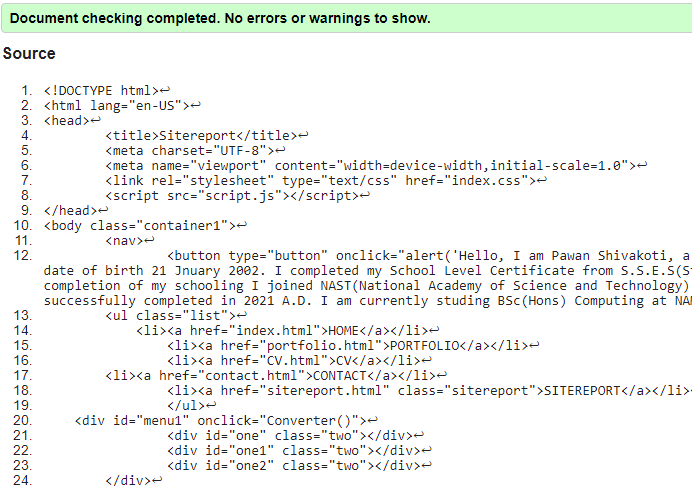 Document checking completed. No errors or warnings to show.
Source
1. <!DOCTYPE html>↩
2. <html lang="en-US">↩
3. <head>↩
4. <title>Sitereport</title>↩
5. <meta charset="UTF-8">↩
6. <meta name="viewport" content="width=device-width,initial-scale=1.0">↩
7. <link rel="stylesheet" type="text/css" href="index.css">↩
8. <script src="script.js"></script>↩
9. </head>↩
10. <body class="container1">↩
11. <nav>↩
12. <button type="button" onclick="alert('Hello, I am Pawan Shivakoti, a
date of birth 21 Jnuary 2002. I completed my School Level Certificate from S.S.E.S(S
completion of my schooling I joined NAST(National Academy of Science and Technology)
successfully completed in 2021 A.D. I am currently studing BSc(Hons) Computing at NA
13. <ul class="list">↩
14. <li><a href="index.html">HOME</a></li>↩
15. <li><a href="portfolio.html">PORTFOLIO</a></li>↩
16. <li><a href="CV.html">CV</a></li>↩
17. <li><a href="contact.html">CONTACT</a></li>↩
18. <li><a href="sitereport.html" class="sitereport">SITEREPORT</a></li>
19. </ul>↩
20. <div id="menu1" onclick="Converter()">↩
21. <div id="one" class="two"></div>↩
22. <div id="one1" class="two"></div>↩
23. <div id="one2" class="two"></div>↩
24. </div>↩